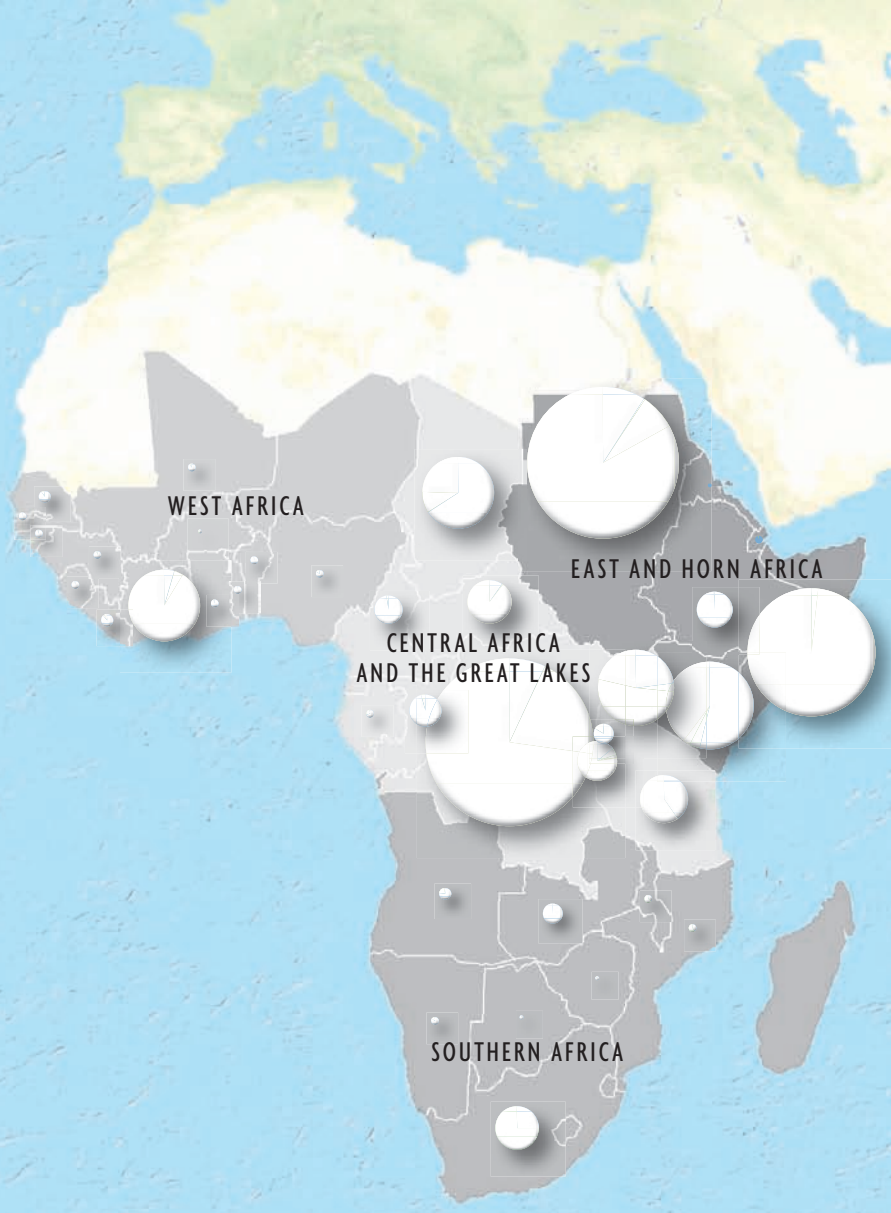 WEST AFRICA
EAST AND HORN AFRICA
CENTRAL AFRICA
AND THE GREAT LAKES
SOUTHERN AFRICA